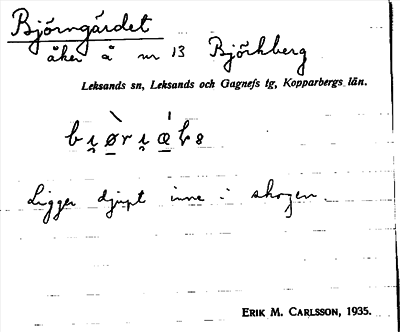 Björngärdet
åker å nr 13 Björkberg
Leksands sn, Leksands och Gagnefs tg, Kopparbergs län.
Ligger djupt inne i skogen.
ERIK M. CARLSSON, 1935.